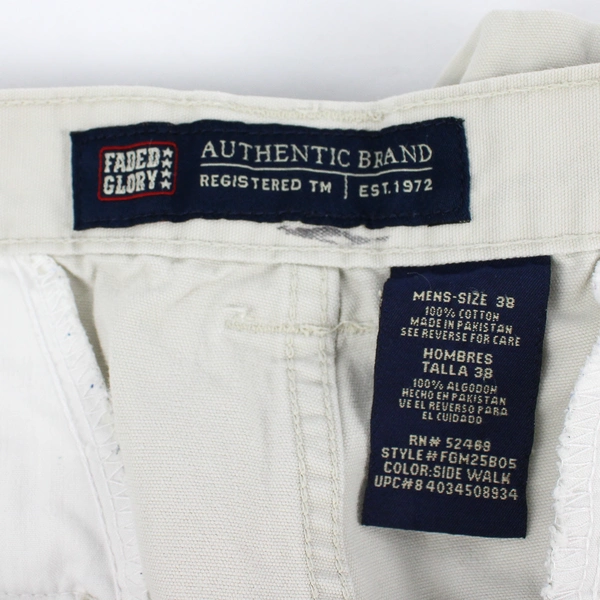 FADED
GLORY
AUTHENTIC BRAND
REGISTERED TM | EST. 1972
MENS-SIZE 38
100% COTTON
MADE IN PAKISTAN
SEE REVERSE FOR CARE
HOMBRES
TALLA 38
100% ALGODON
HECHO EN PAKISTAN
VE EL REVERSO PARA
EL CUIDADO
RN# 52469
STYLE#FGM25B05
COLOR:SIDE WALK
UPC#84034508934